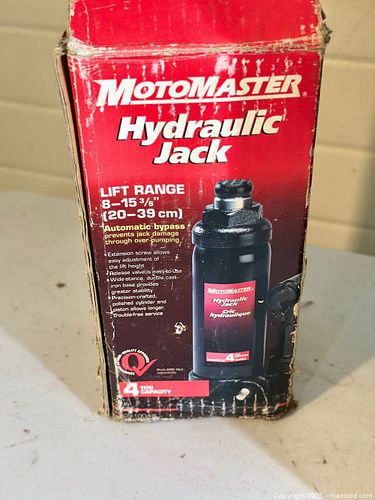 MOTOMASTER®
Hydraulic
Jack
LIFT RANGE
8–15 3/8"
(20–39 cm)
Automatic bypass
prevents jack damage
through over-pumping
Extension screw allows
easy adjustment of
the lift height
Release valve is easy-to-use
Wide-stance, ductile cast-
iron base provides
greater stability
Precision-crafted,
polished cylinder and
piston allows longer,
trouble-free service
MOTOMASTER
Hydraulic
Jack
Cric
hydraulique
4 TON
CAPACITY
4
Copyright 2025 - maxsold.com